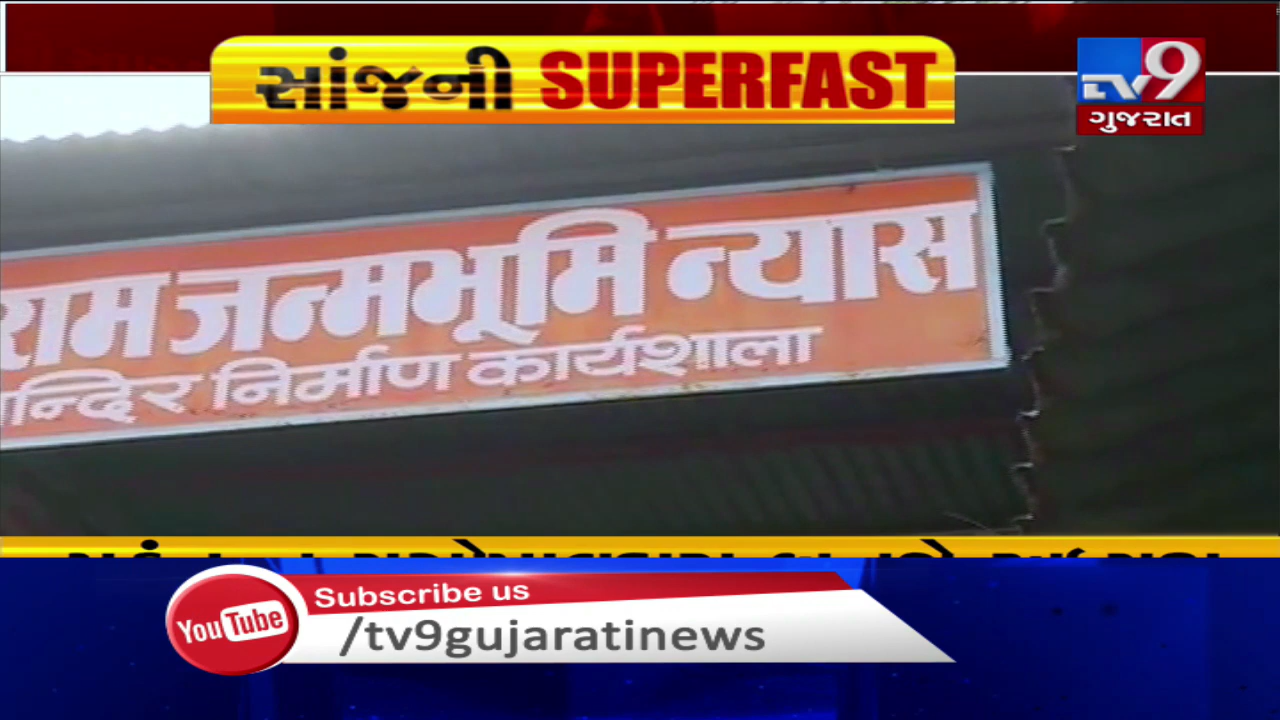 સાંજની SUPERFAST
TV9
ગુજરાત
राम जन्मभूमि न्यास
न्दिर निर्माण कार्यशाला
Subscribe us
YouTube
/tv9gujaratinews